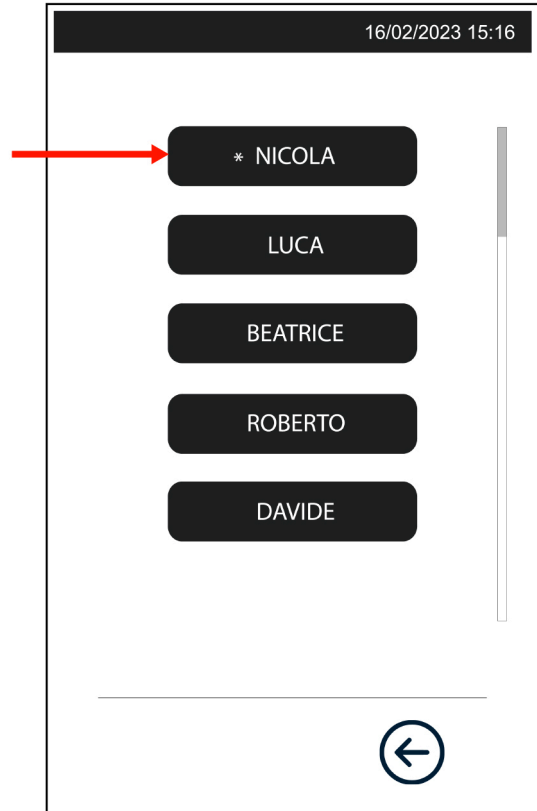 16/02/2023 15:16
* NICOLA
LUCA
BEATRICE
ROBERTO
DAVIDE